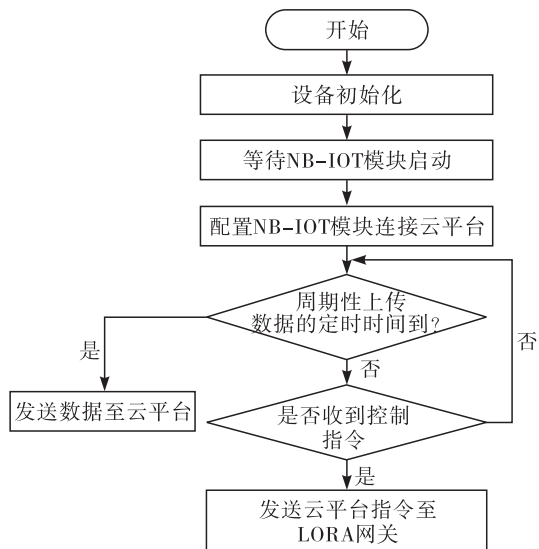 开始
设备初始化
等待NB-IOT模块启动
配置NB-IOT模块连接云平台
周期性上传
数据的定时时间到?
是
否
否
发送数据至云平台
是否收到控制
指令
是
发送云平台指令至
LORA网关